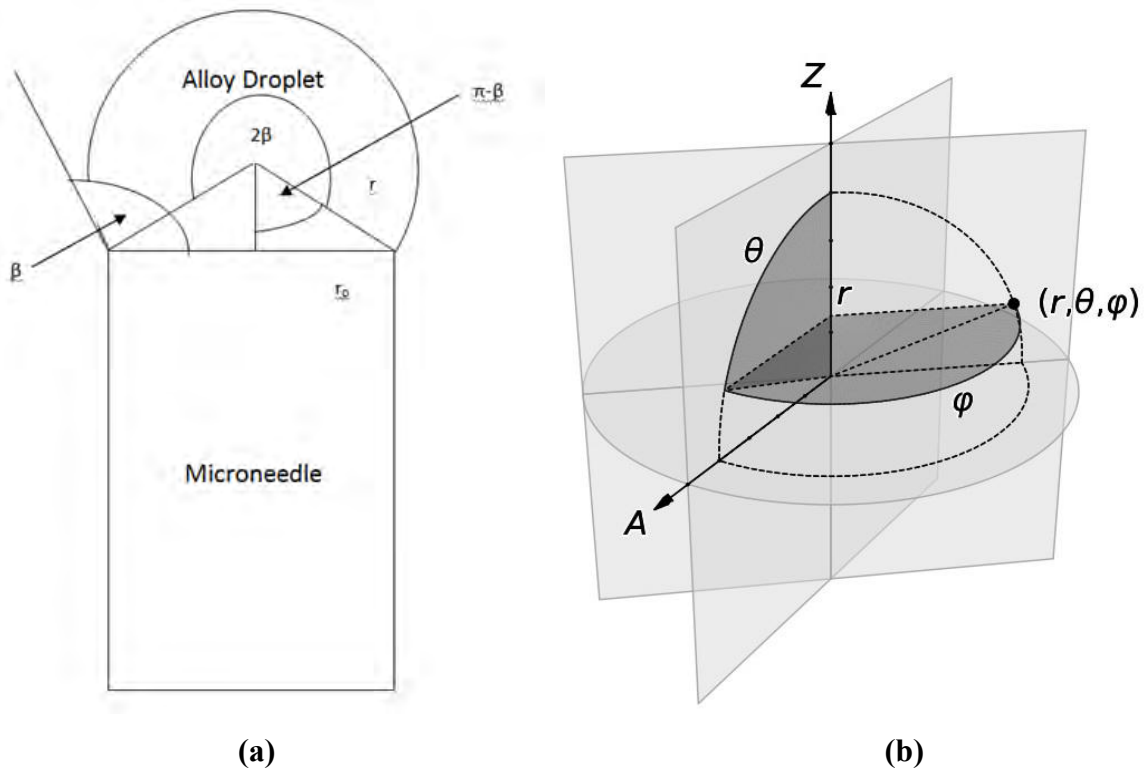 Alloy Droplet
π-β
2β
r
β
r₀
Microneedle
(a)
Z
θ
r
(r,θ,φ)
φ
A
(b)